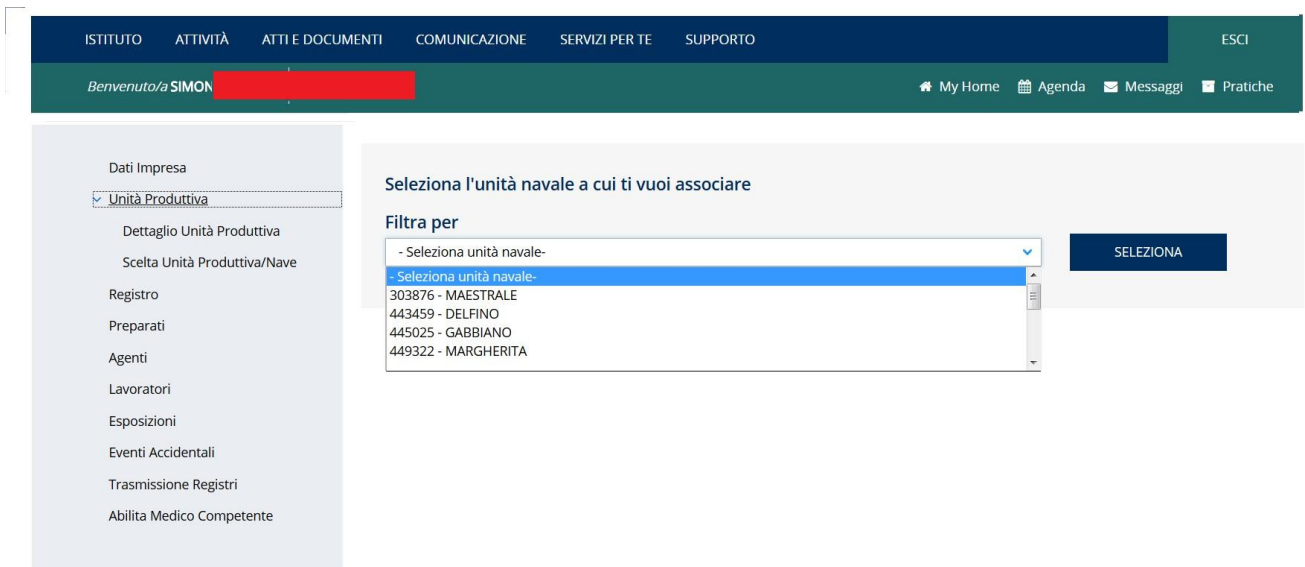 ISTITUTO ATTIVITÀ ATTI E DOCUMENTI COMUNICAZIONE SERVIZI PER TE SUPPORTO ESCI
Benvenuto/a SIMON My Home Agenda Messaggi Pratiche
Dati Impresa
Unità Produttiva
Dettaglio Unità Produttiva
Scelta Unità Produttiva/Nave
Registro
Preparati
Agenti
Lavoratori
Esposizioni
Eventi Accidentali
Trasmissione Registri
Abilita Medico Competente
Seleziona l'unità navale a cui ti vuoi associare
Filtra per
- Seleziona unità navale-
SELEZIONA
- Seleziona unità navale-
303876 - MAESTRALE
443459 - DELFINO
445025 - GABBIANO
449322 - MARGHERITA